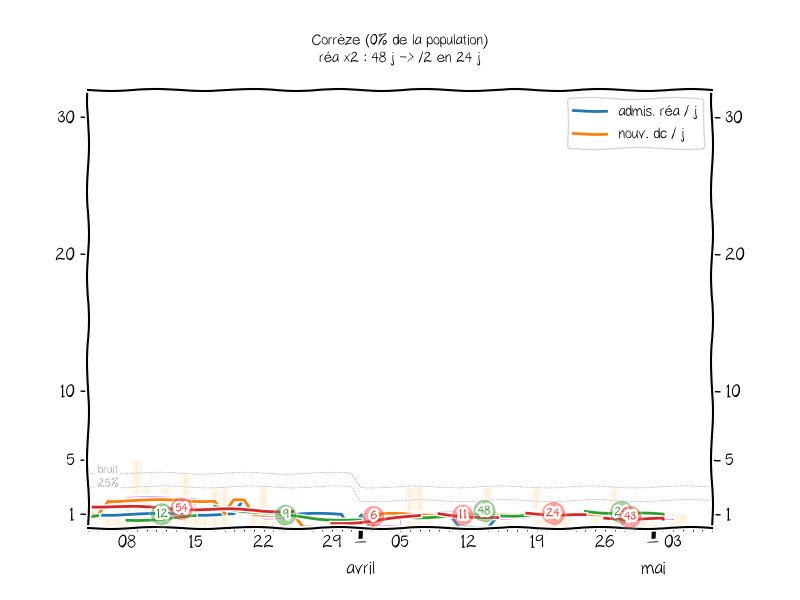 Corrèze (0% de la population)
réa x2 : 48 j -> /2 en 24 j
admis. réa / j
nouv. dc / j
30
30
20
20
10
10
5
5
1
1
bruit
25%
12
54
9
6
11
48
24
43
08 15 22 29 05 12 19 26 03
avril mai